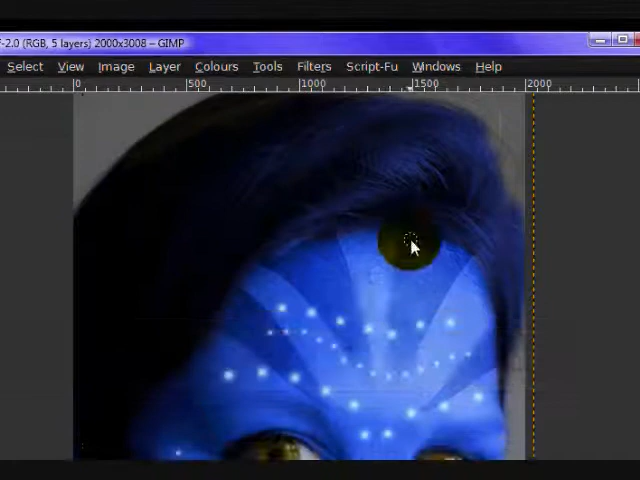 -2.0 (RGB, 5 layers) 2000x3008 – GIMP
Select View Image Layer Colours Tools Filters Script-Fu Windows Help
0 500 1000 1500 2000